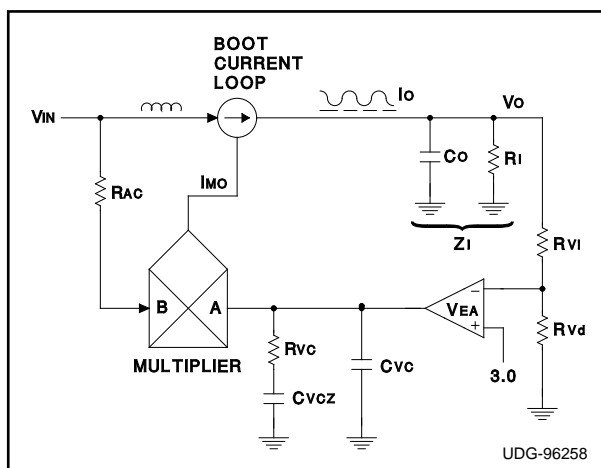 BOOT
CURRENT
LOOP
IO
VO
VIN
IMO
CO
RI
RAC
ZI
RVI
B
A
VEA
−
+
RVd
MULTIPLIER
RVC
CVC
3.0
CVCZ
UDG-96258